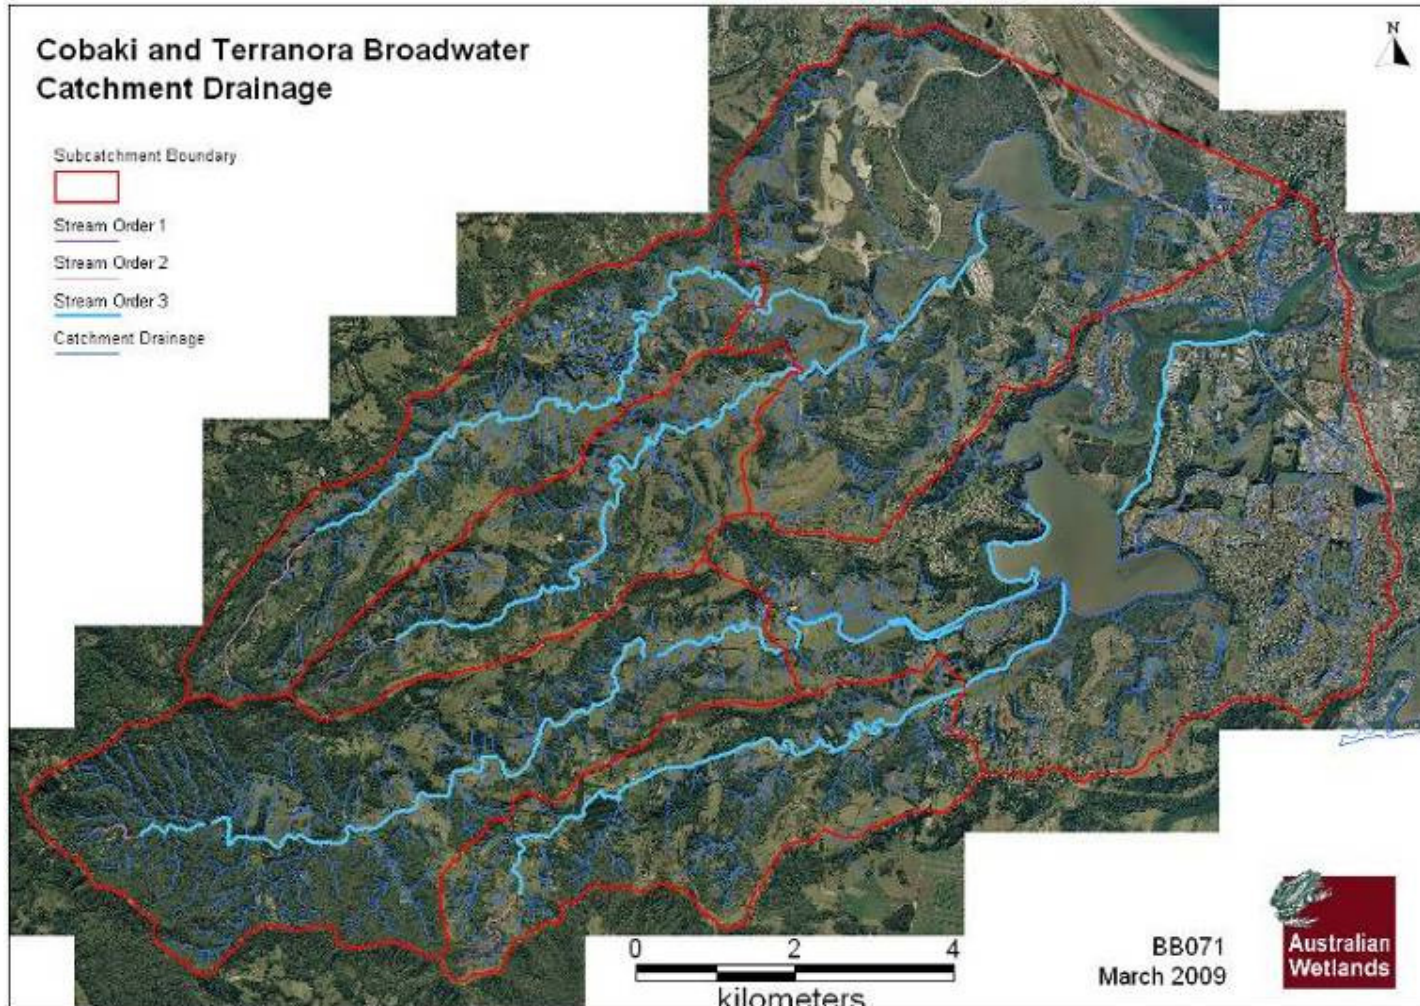 Cobaki and Terranora Broadwater
Catchment Drainage
N
Subcatchment Boundary
Stream Order 1
Stream Order 2
Stream Order 3
Catchment Drainage
0 2 4
kilometers
BB071
March 2009
Australian
Wetlands